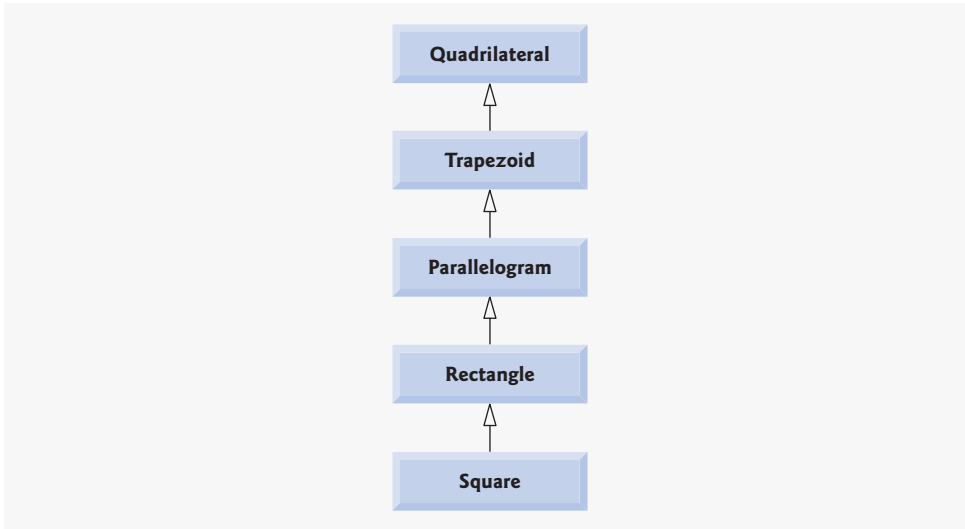 Quadrilateral
Trapezoid
Parallelogram
Rectangle
Square